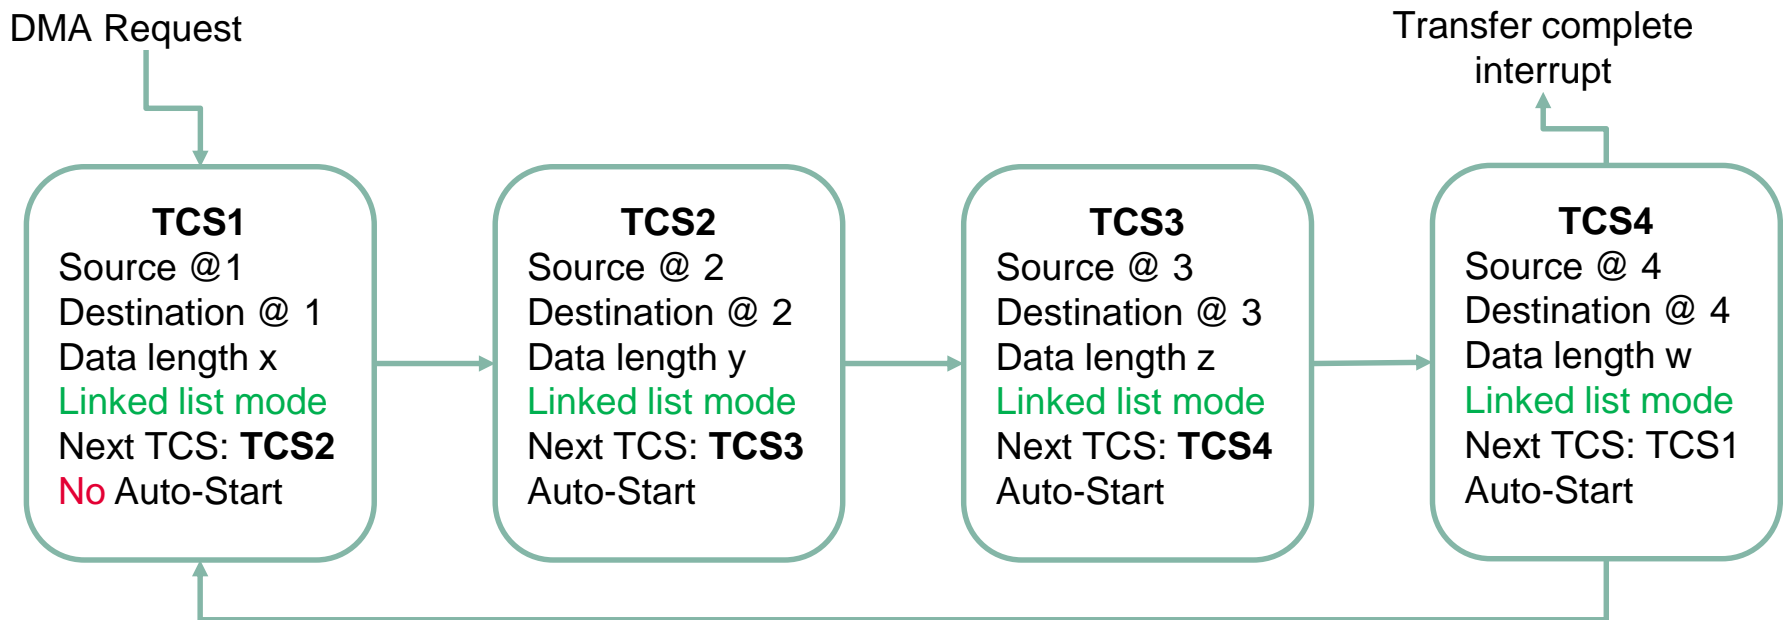 DMA Request
Transfer complete
interrupt
TCS1
Source @1
Destination @ 1
Data length x
Linked list mode
Next TCS: TCS2
No Auto-Start
TCS2
Source @ 2
Destination @ 2
Data length y
Linked list mode
Next TCS: TCS3
Auto-Start
TCS3
Source @ 3
Destination @ 3
Data length z
Linked list mode
Next TCS: TCS4
Auto-Start
TCS4
Source @ 4
Destination @ 4
Data length w
Linked list mode
Next TCS: TCS1
Auto-Start